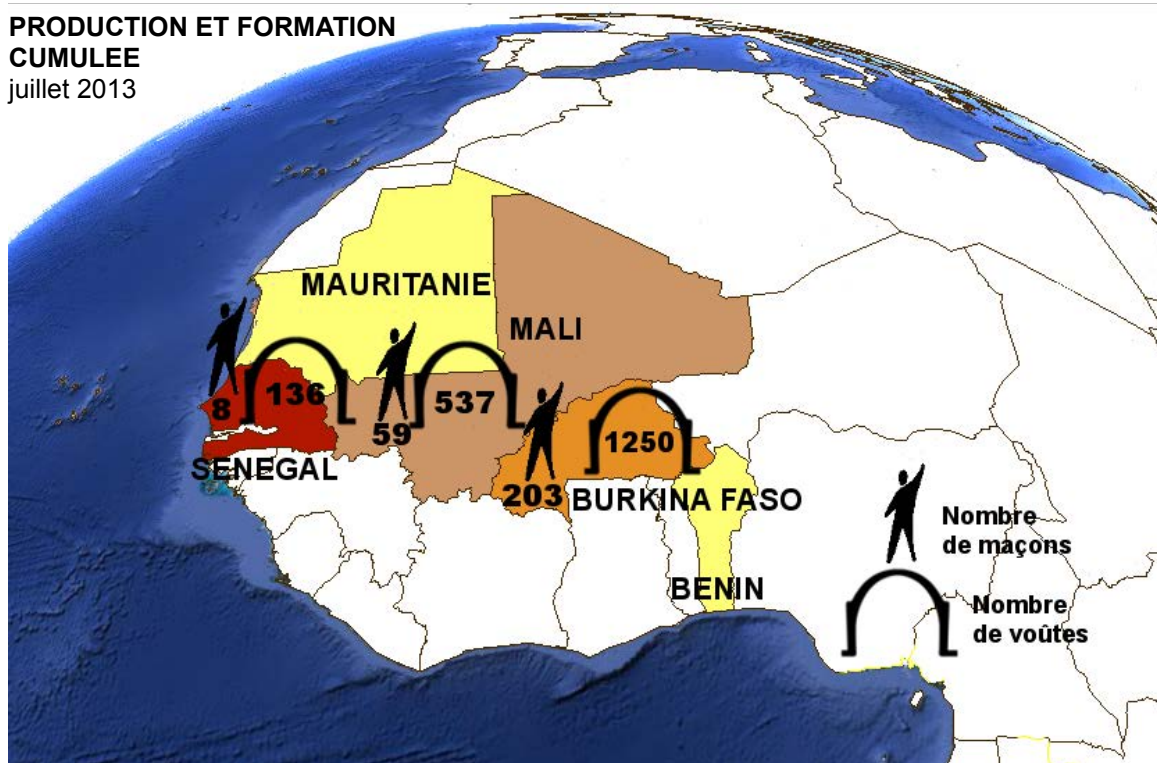 PRODUCTION ET FORMATION
CUMULEE
juillet 2013
MAURITANIE
MALI
8
136
59
537
203
1250
SENEGAL
BURKINA FASO
BENIN
Nombre
de maçons
Nombre
de voûtes